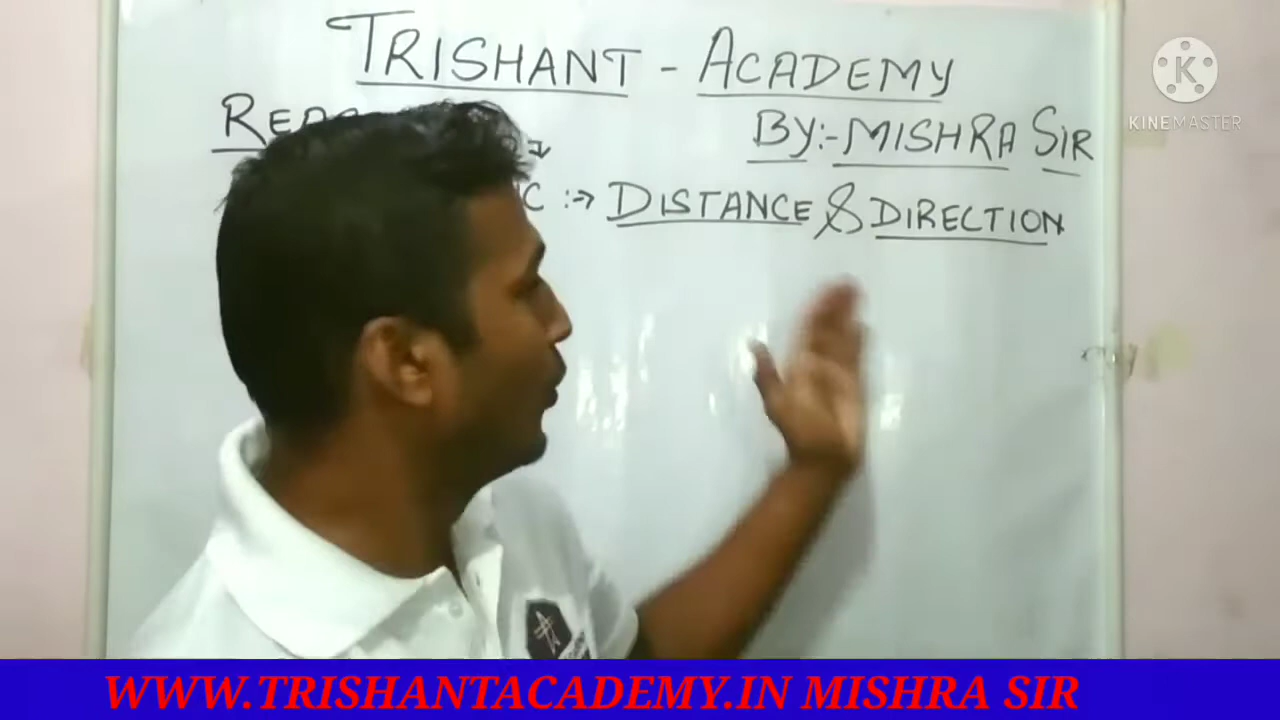 TRISHANT - ACADEMY
BY:- MISHRA SIR
:→ DISTANCE & DIRECTION
K
KINEMASTER
WWW.TRISHANTACADEMY.IN MISHRA SIR